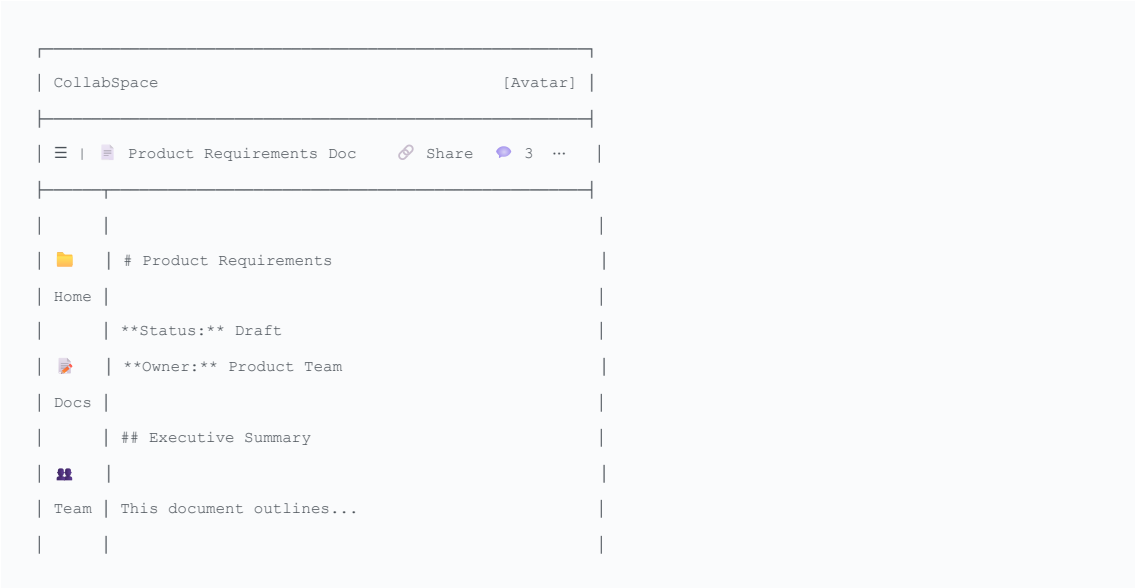 ┌──────────────────────────────────────────────────────────┐
│ CollabSpace                                     [Avatar] │
├──────────────────────────────────────────────────────────┤
│ ☰ | 📄 Product Requirements Doc    🔗 Share  💬 3  ⋯   │
├──────┬───────────────────────────────────────────────────┤
│      │                                                    │
│ 📁   │ # Product Requirements                             │
│ Home │                                                    │
│      │ **Status:** Draft                                  │
│ 📝   │ **Owner:** Product Team                            │
│ Docs │                                                    │
│      │ ## Executive Summary                               │
│ 👥   │                                                    │
│ Team │ This document outlines...                          │
│      │                                                    │